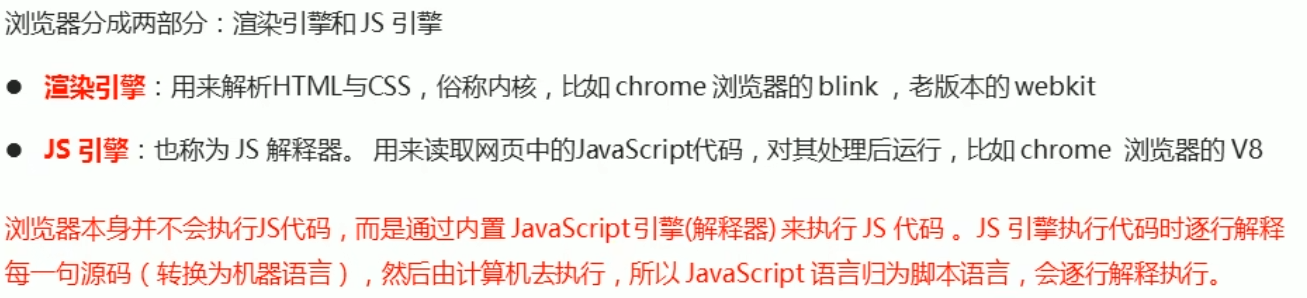 浏览器分成两部分：渲染引擎和 JS 引擎
● 渲染引擎：用来解析HTML与CSS，俗称内核，比如 chrome 浏览器的 blink ，老版本的 webkit
● JS 引擎：也称为 JS 解释器。 用来读取网页中的JavaScript代码，对其处理后运行，比如 chrome 浏览器的 V8
浏览器本身并不会执行JS代码，而是通过内置 JavaScript 引擎(解释器) 来执行 JS 代码 。JS 引擎执行代码时逐行解释
每一句源码（转换为机器语言），然后由计算机去执行，所以 JavaScript 语言归为脚本语言，会逐行解释执行。